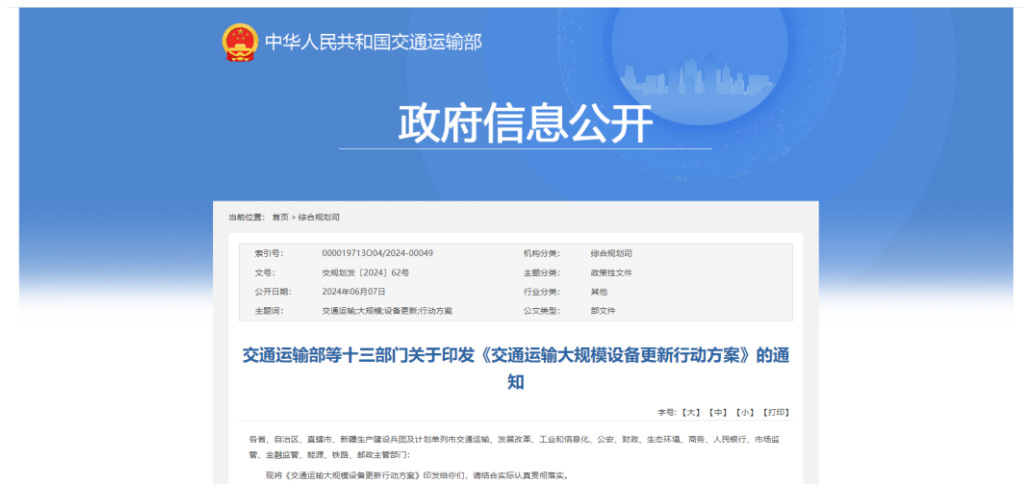 中华人民共和国交通运输部
政府信息公开
当前位置: 首页 > 综合规划司
索引号: 000019713O04/2024-00049 机构分类: 综合规划司
文号: 交规划发〔2024〕62号 主题分类: 政策性文件
公开日期: 2024年06月07日 行业分类: 其他
主题词: 交通运输;大规模;设备更新;行动方案 公文类型: 部文件
交通运输部等十三部门关于印发《交通运输大规模设备更新行动方案》的通
知
字号:【大】【中】【小】【打印】
各省、自治区、直辖市、新疆生产建设兵团及计划单列市交通运输、发展改革、工业和信息化、公安、财政、生态环境、商务、人民银行、市场监
管、金融监管、能源、铁路、邮政主管部门:
现将《交通运输大规模设备更新行动方案》印发给你们，请结合实际认真贯彻落实。